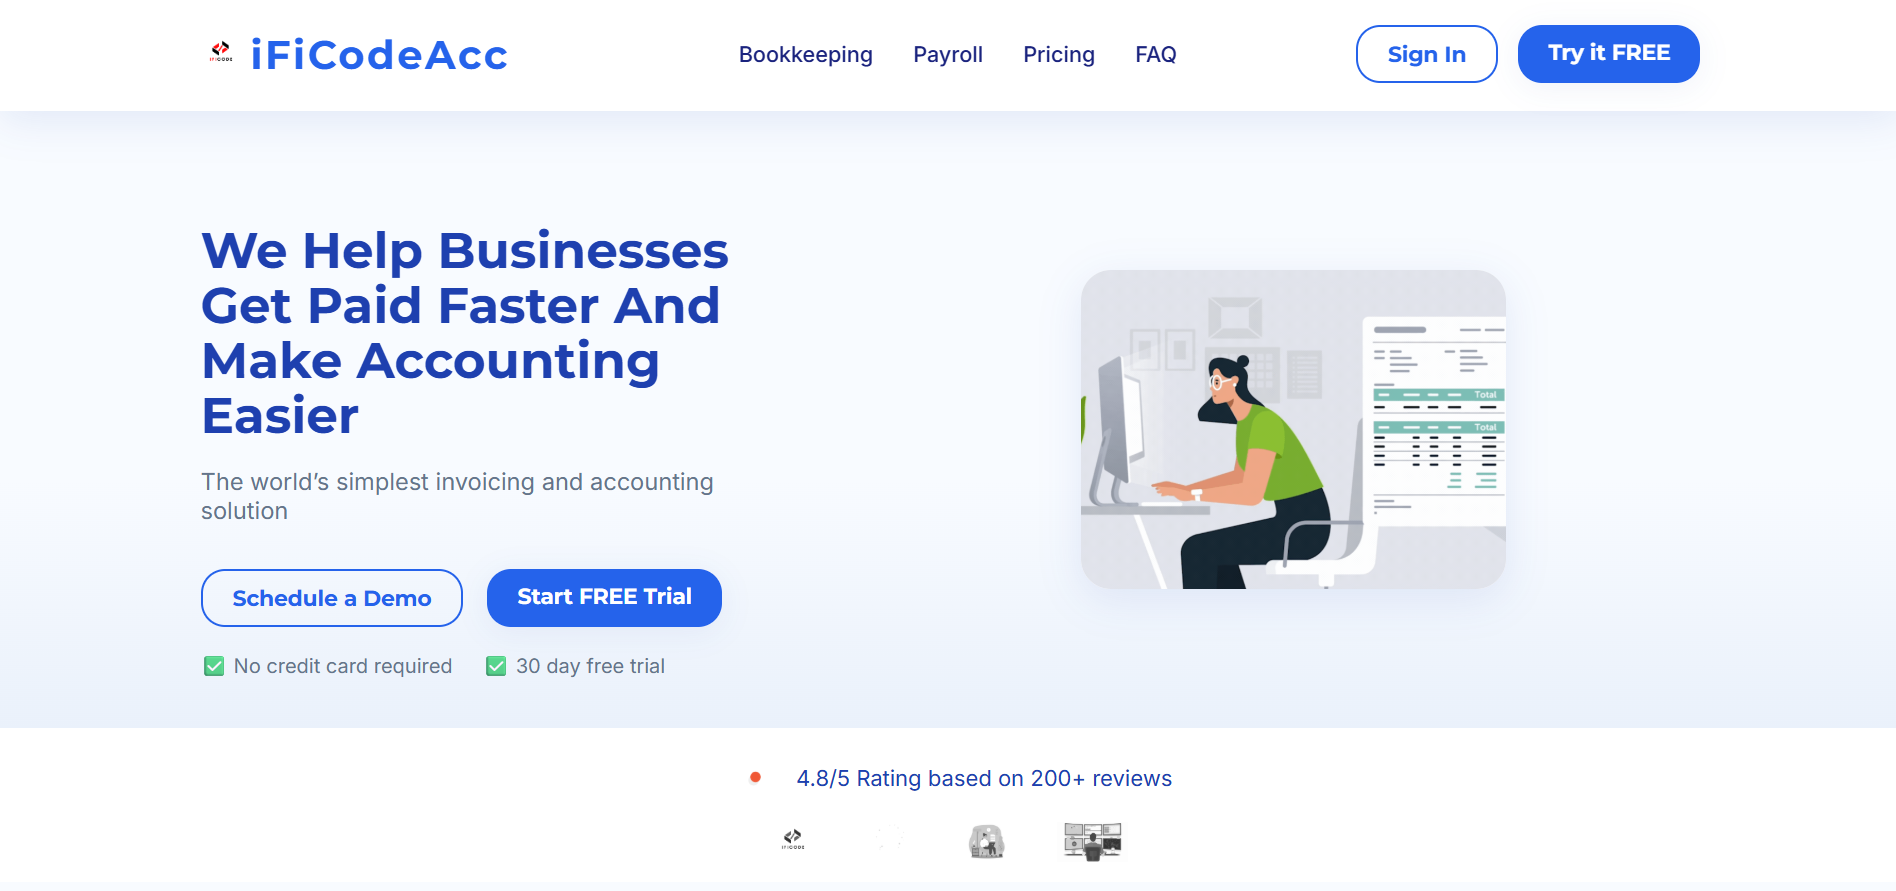 IFICODE
iFiCodeAcc
Bookkeeping
Payroll
Pricing
FAQ
Sign In
Try it FREE
We Help Businesses
Get Paid Faster And
Make Accounting
Easier
The world’s simplest invoicing and accounting
solution
Schedule a Demo
Start FREE Trial
No credit card required
30 day free trial
Total
Total
4.8/5 Rating based on 200+ reviews
IFICODE